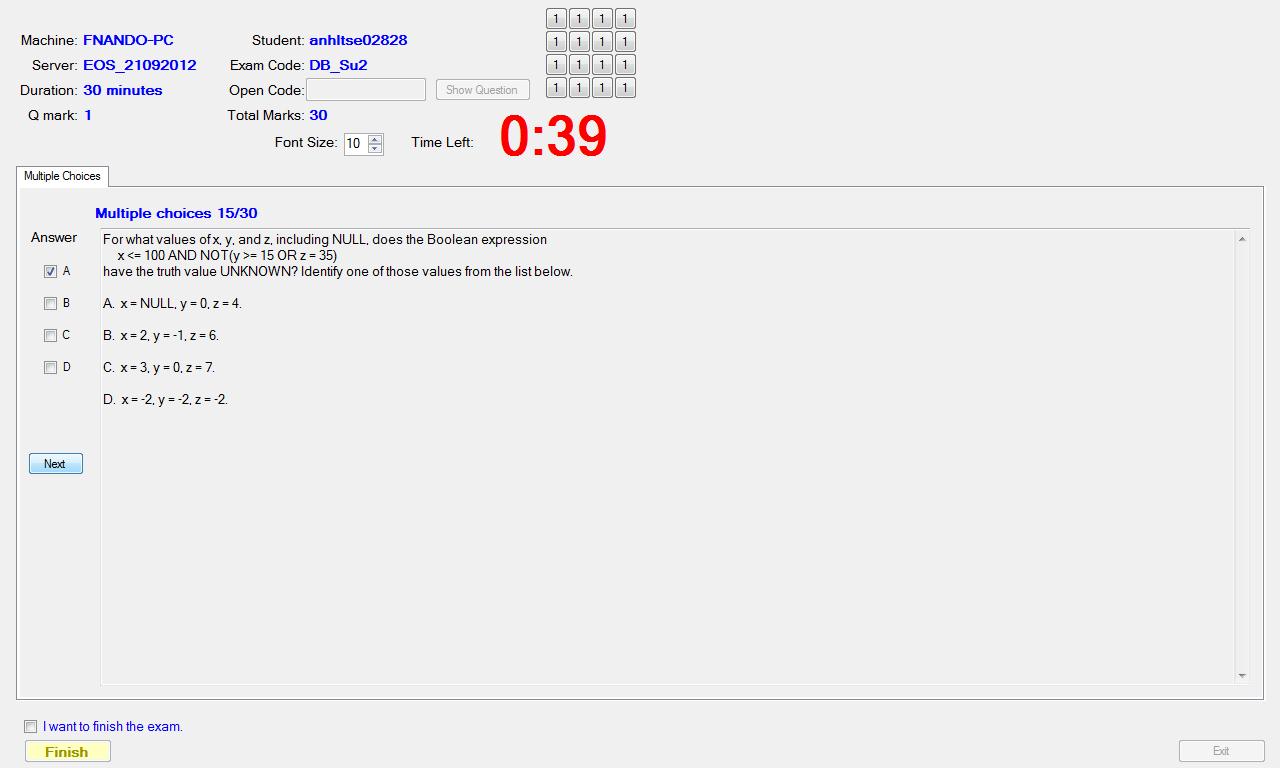 Machine: FNANDO-PC Student: anhltse02828
Server: EOS_21092012 Exam Code: DB_Su2
Duration: 30 minutes Open Code: Show Question
Q mark: 1 Total Marks: 30
1 1 1 1
1 1 1 1
1 1 1 1
1 1 1 1
Font Size: 10 Time Left: 0:39
Multiple Choices
Multiple choices 15/30
Answer
A
B
C
D
For what values of x, y, and z, including NULL, does the Boolean expression
x <= 100 AND NOT(y >= 15 OR z = 35)
have the truth value UNKNOWN? Identify one of those values from the list below.
A. x = NULL, y = 0, z = 4.
B. x = 2, y = -1, z = 6.
C. x = 3, y = 0, z = 7.
D. x = -2, y = -2, z = -2.
Next
I want to finish the exam.
Finish
Exit